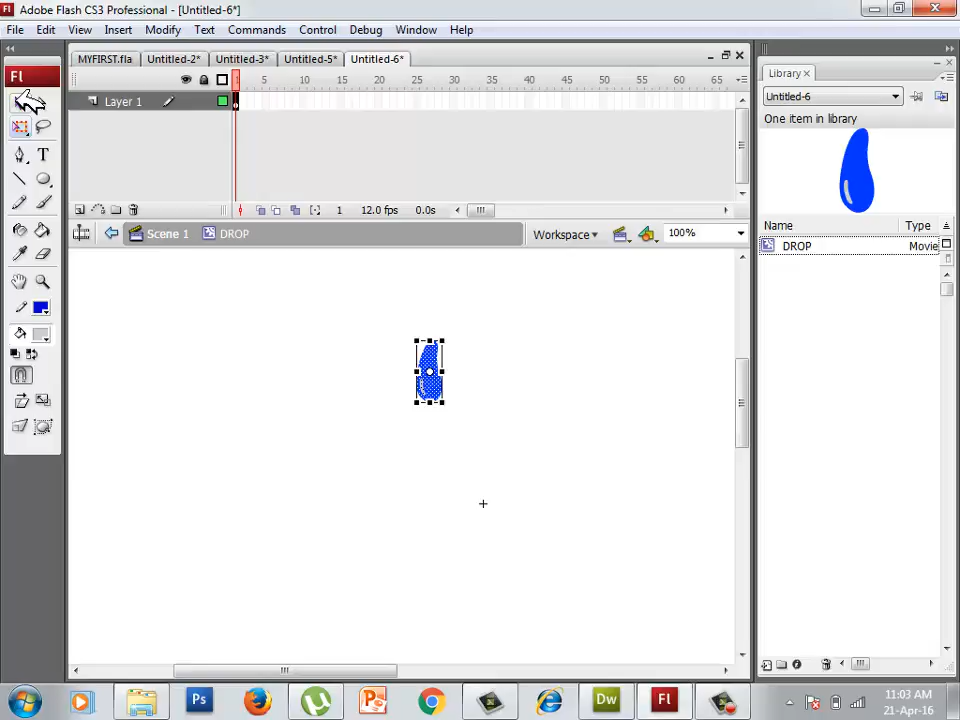 Fl Adobe Flash CS3 Professional - [Untitled-6*]
File Edit View Insert Modify Text Commands Control Debug Window Help
MYFIRST.fla Untitled-2* Untitled-3* Untitled-5* Untitled-6*
1 5 10 15 20 25 30 35 40 45 50 55 60 65
Layer 1
1 12.0 fps 0.0s
Scene 1 DROP Workspace 100%
Fl
T
Library
Untitled-6
One item in library
Name Type
DROP Movie
Ps Dw Fl
11:03 AM
21-Apr-16